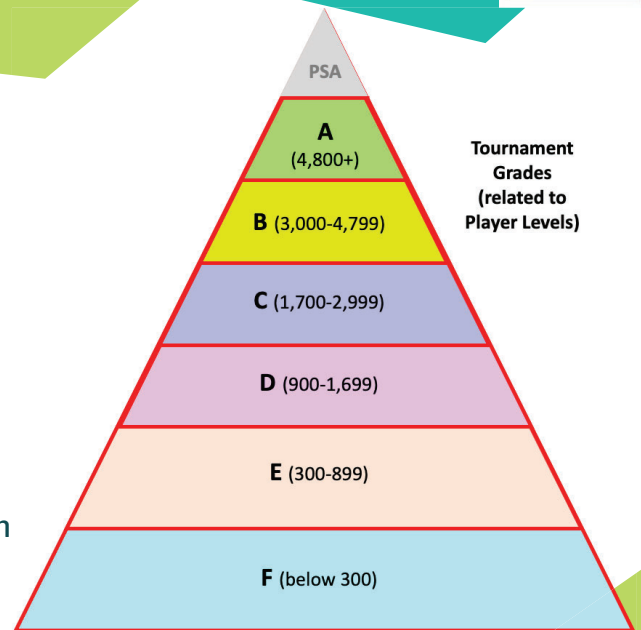 PSA
A
(4,800+)
Tournament
Grades
(related to
Player Levels)
B (3,000-4,799)
C (1,700-2,999)
D (900-1,699)
E (300-899)
n
F (below 300)